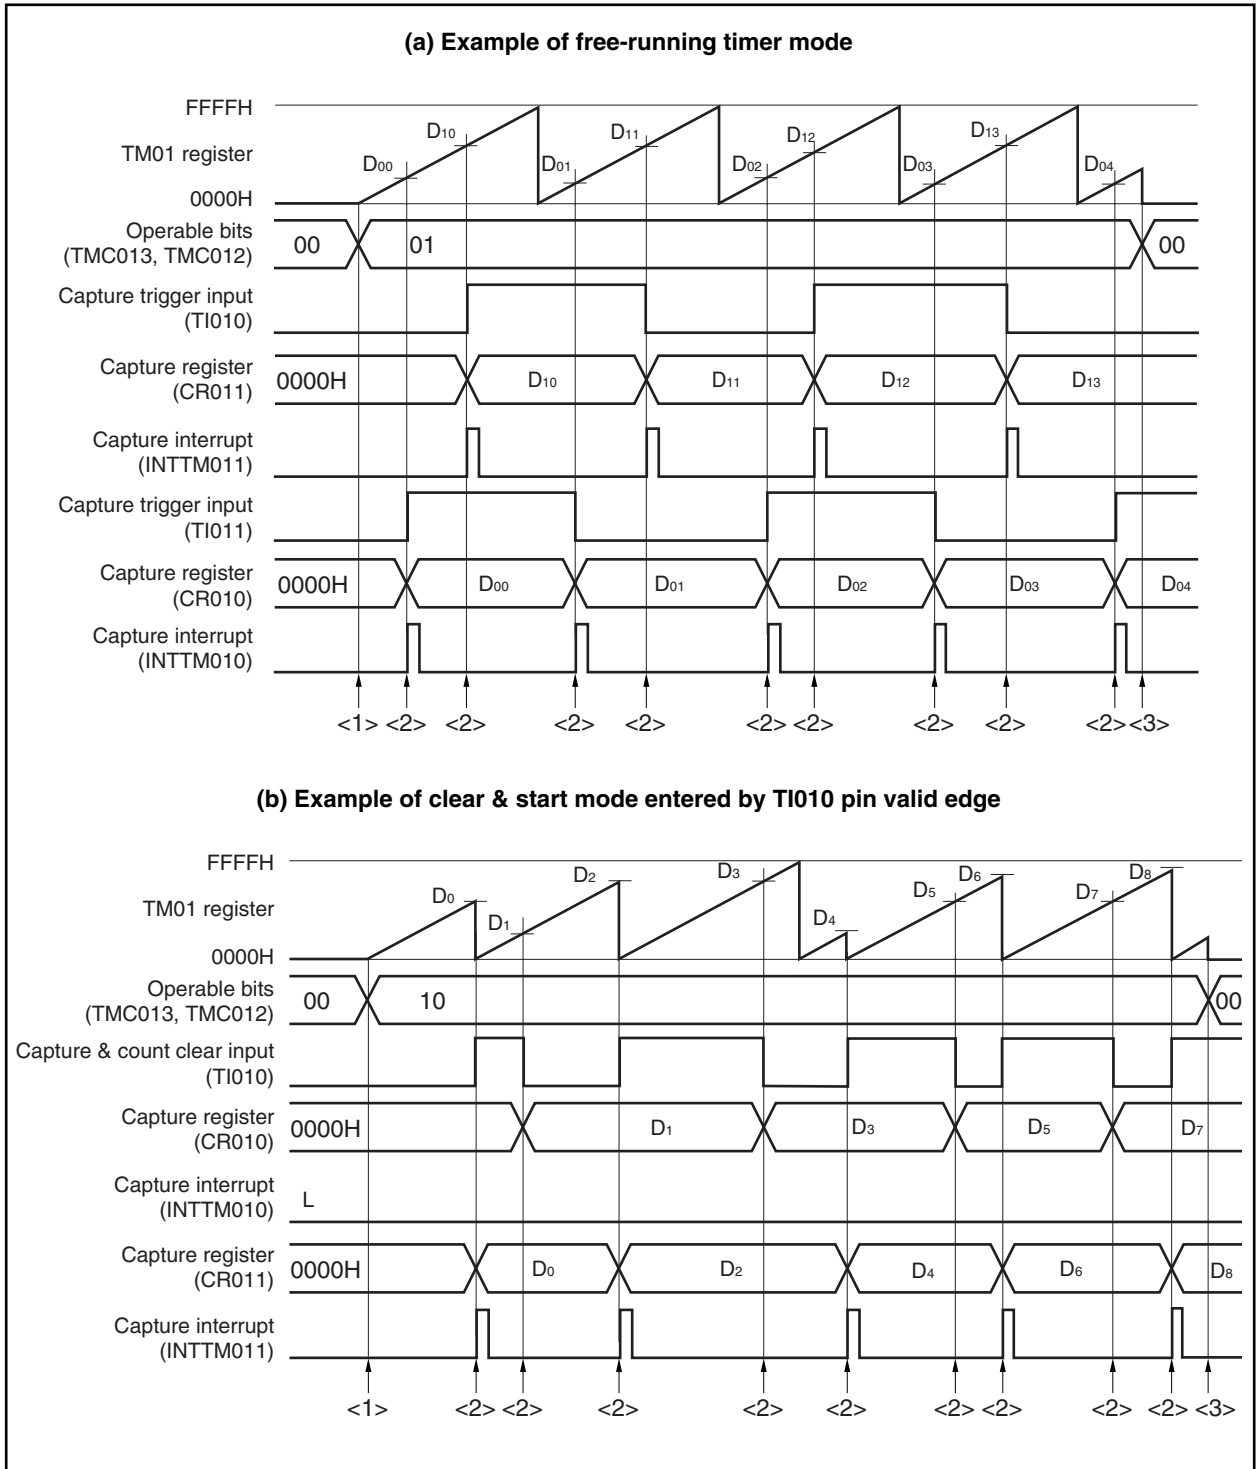 (a) Example of free-running timer mode
FFFFH
TM01 register
0000H
D10
D00
D11
D01
D12
D02
D13
D03
D04
Operable bits
(TMC013, TMC012)
00
01
00
Capture trigger input
(TI010)
Capture register
(CR011)
0000H
D10
D11
D12
D13
Capture interrupt
(INTTM011)
Capture trigger input
(TI011)
Capture register
(CR010)
0000H
D00
D01
D02
D03
D04
Capture interrupt
(INTTM010)
<1> <2> <2> <2> <2> <2> <2> <2> <2> <2> <3>
(b) Example of clear & start mode entered by TI010 pin valid edge
FFFFH
TM01 register
0000H
D0
D1
D2
D3
D4
D5
D6
D7
D8
Operable bits
(TMC013, TMC012)
00
10
00
Capture & count clear input
(TI010)
Capture register
(CR010)
0000H
D1
D3
D5
D7
Capture interrupt
(INTTM010)
L
Capture register
(CR011)
0000H
D0
D2
D4
D6
D8
Capture interrupt
(INTTM011)
<1> <2> <2> <2> <2> <2> <2> <2> <2> <2> <3>